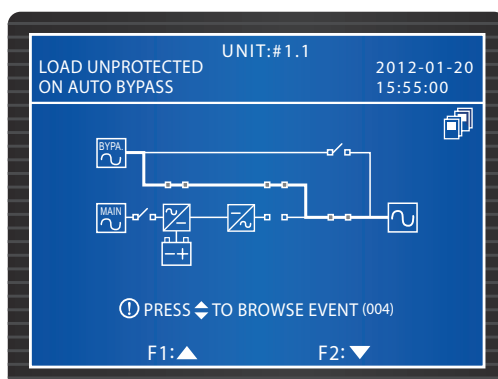 UNIT:#1.1
LOAD UNPROTECTED
2012-01-20
ON AUTO BYPASS
15:55:00
BYPA.
MAIN
PRESS TO BROWSE EVENT (004)
F1: F2: